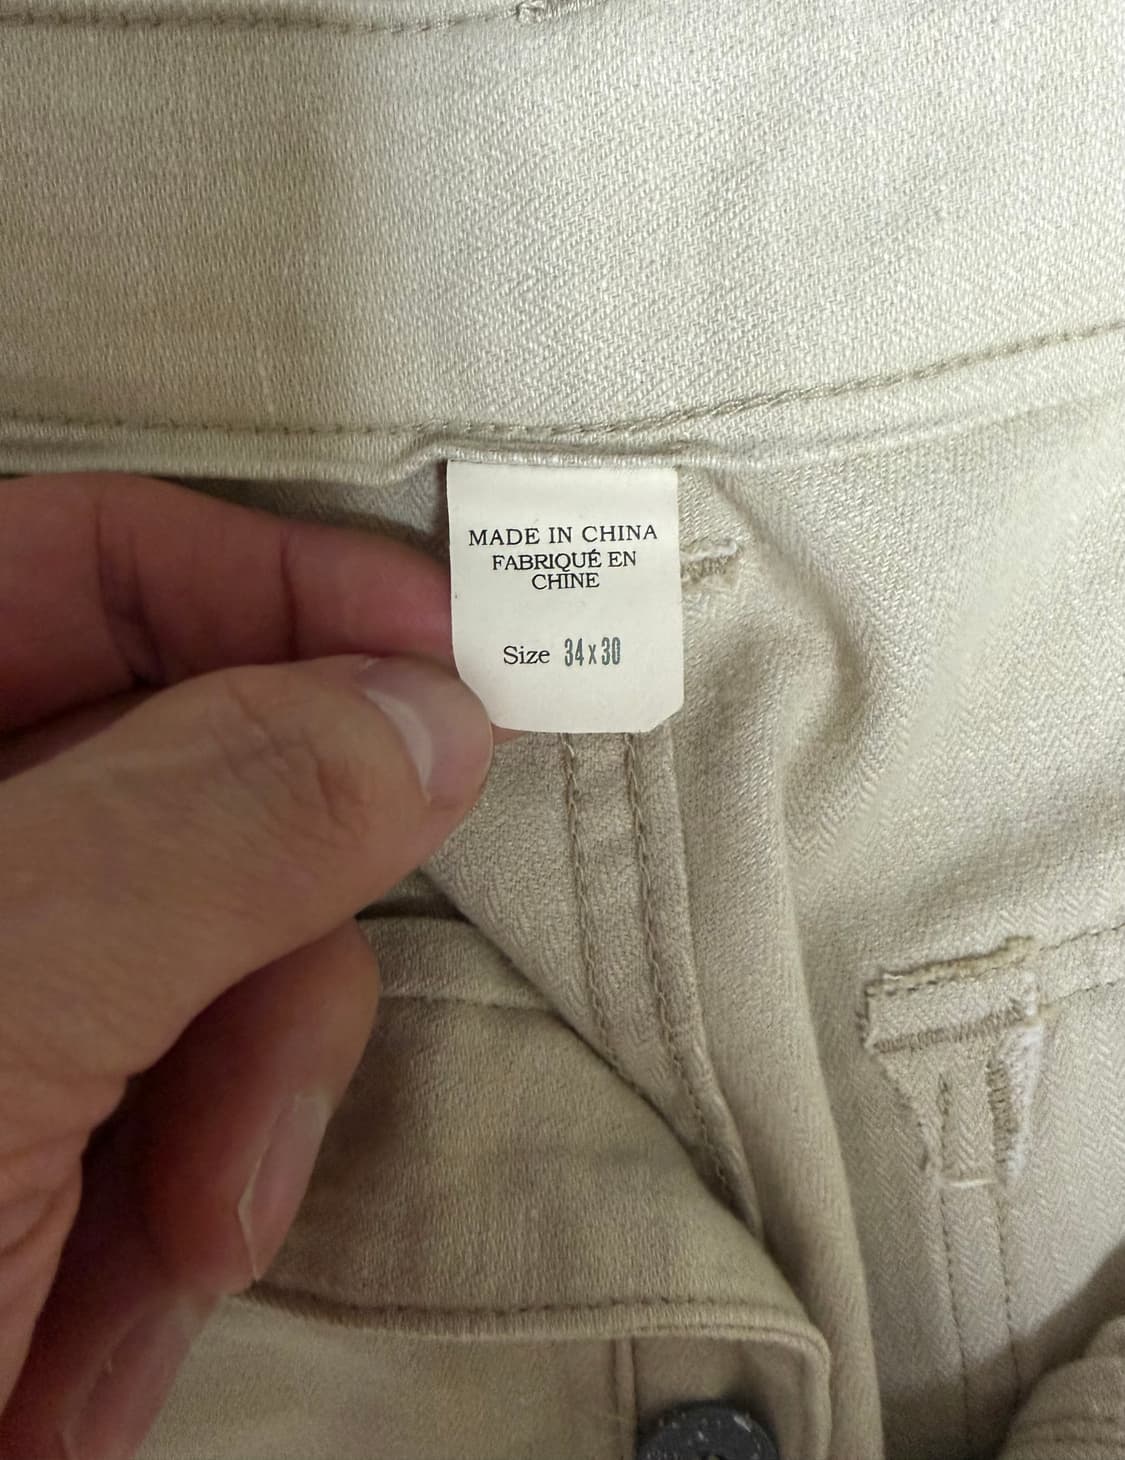 MADE IN CHINA
FABRIQUÉ EN
CHINE
Size 34x30